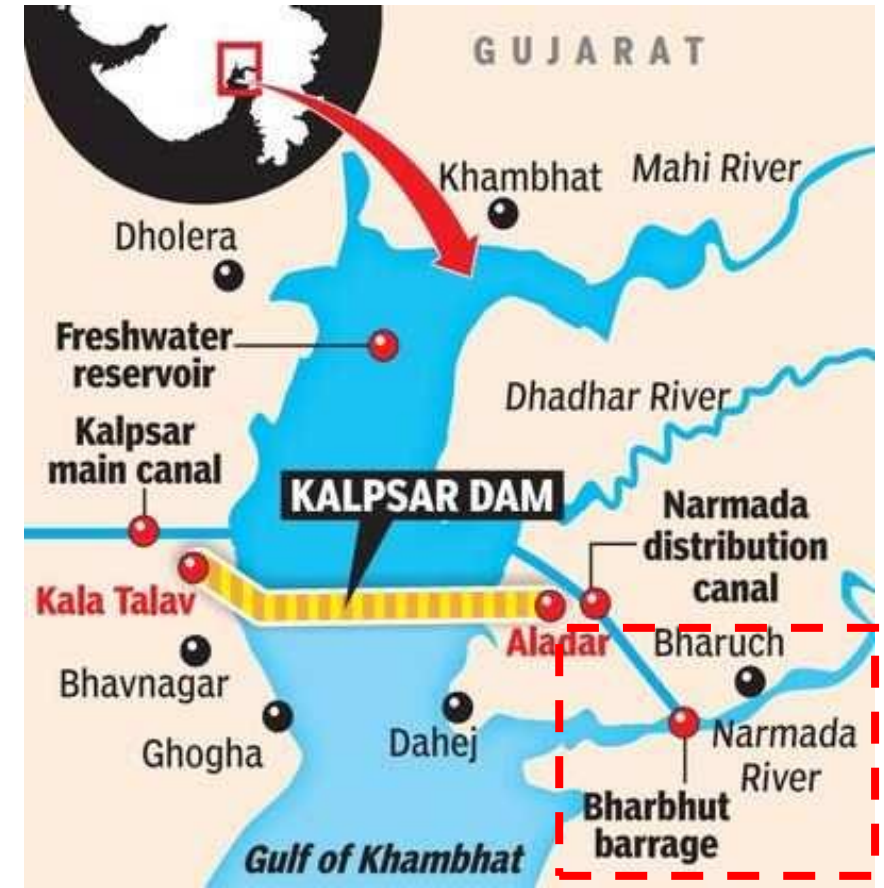 GUJARAT
Khambhat
Mahi River
Dholera
Freshwater
reservoir
Dhadhar River
Kalpsar
main canal
KALPSAR DAM
Narmada
distribution
canal
Kala Talav
Aladar
Bharuch
Bhavnagar
Ghogha
Dahej
Narmada
River
Bharbhut
barrage
Gulf of Khambhat